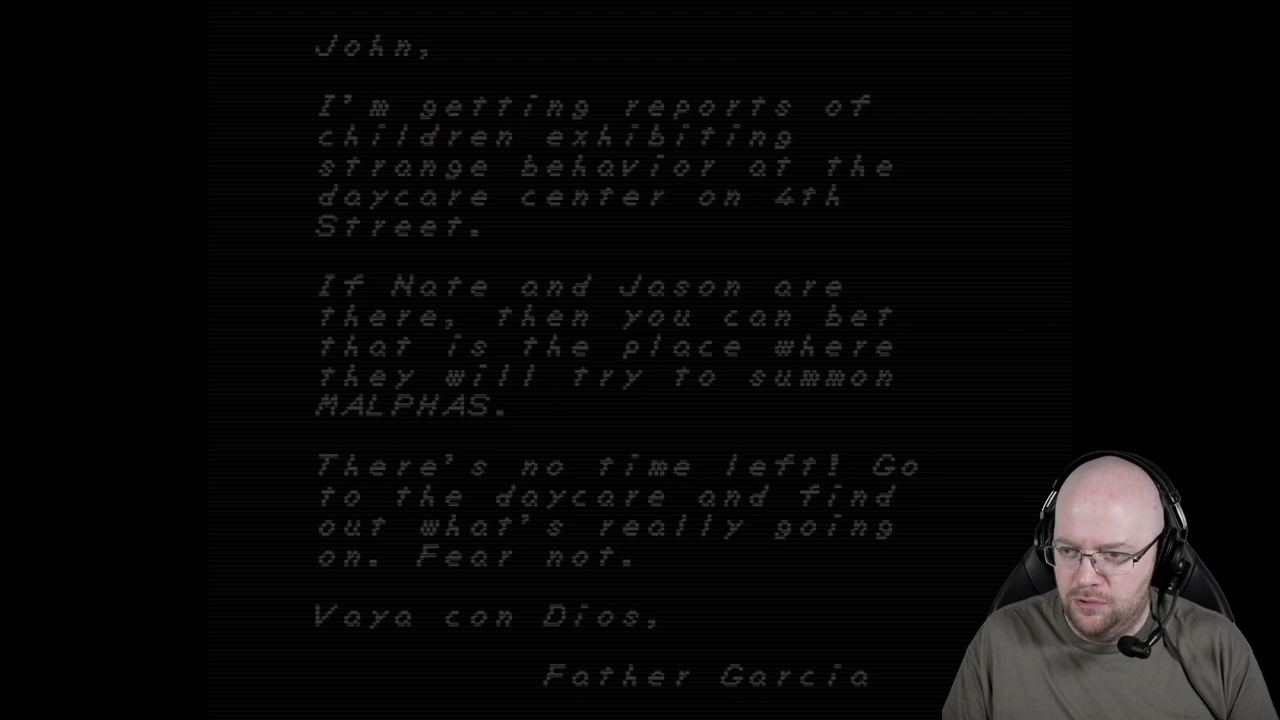 John,
I'm getting reports of
children exhibiting
strange behavior at the
daycare center on 4th
Street.
If Nate and Jason are
there, then you can bet
that is the place where
they will try to summon
MALPHAS.
There's no time left! Go
to the daycare and find
out what's really going
on. Fear not.
Vaya con Dios,
Father Garcia